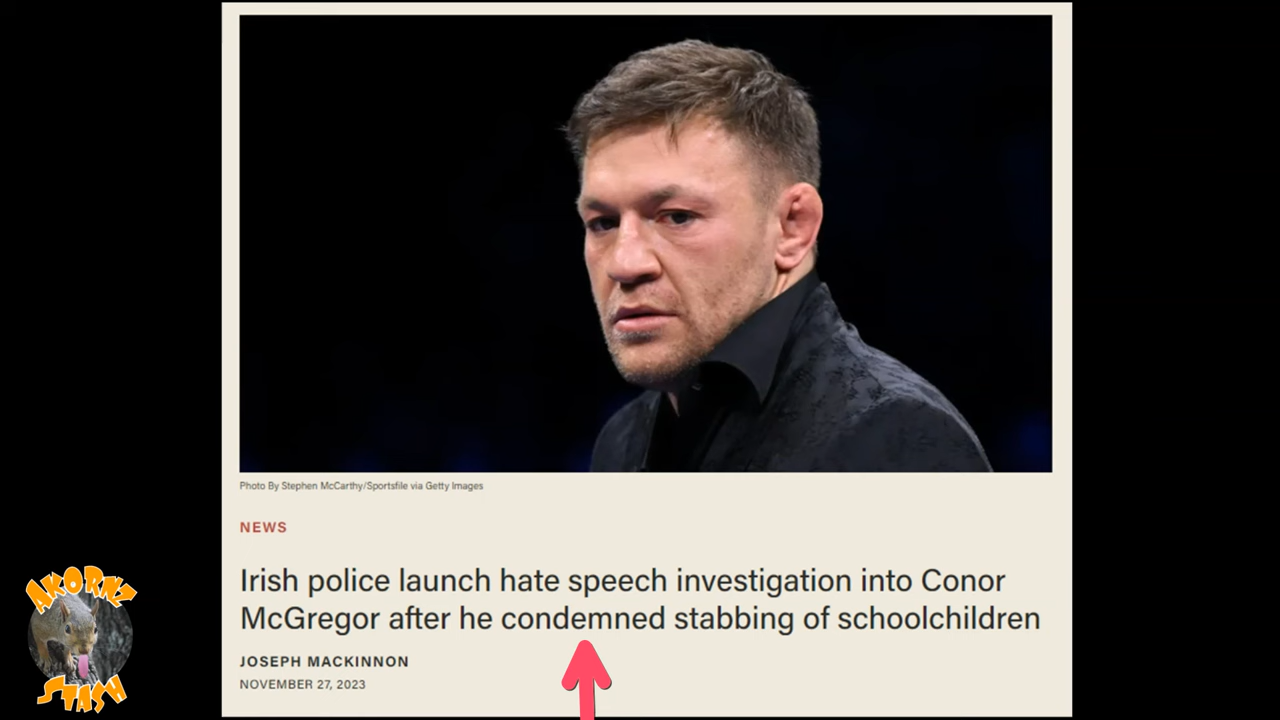 Photo By Stephen McCarthy/Sportsfile via Getty Images
NEWS
Irish police launch hate speech investigation into Conor
McGregor after he condemned stabbing of schoolchildren
JOSEPH MACKINNON
NOVEMBER 27, 2023
AKORNZ
STASH